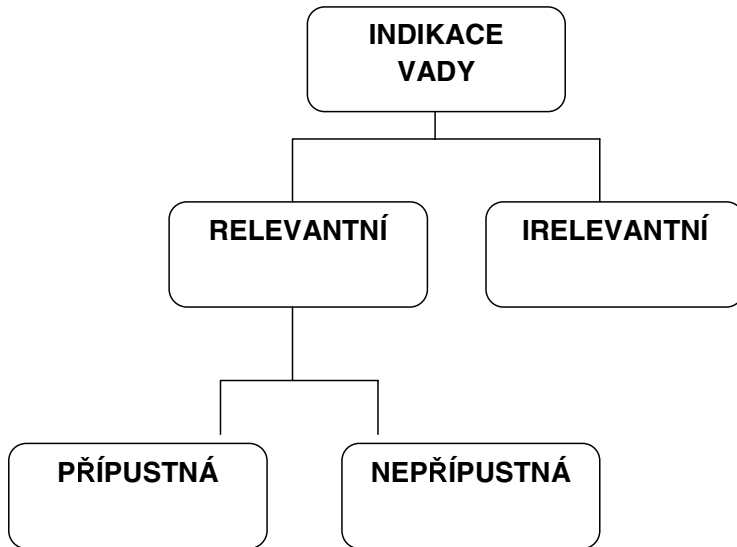 INDIKACE
VADY
RELEVANTNÍ
IRELEVANTNÍ
PŘÍPUSTNÁ
NEPŘÍPUSTNÁ